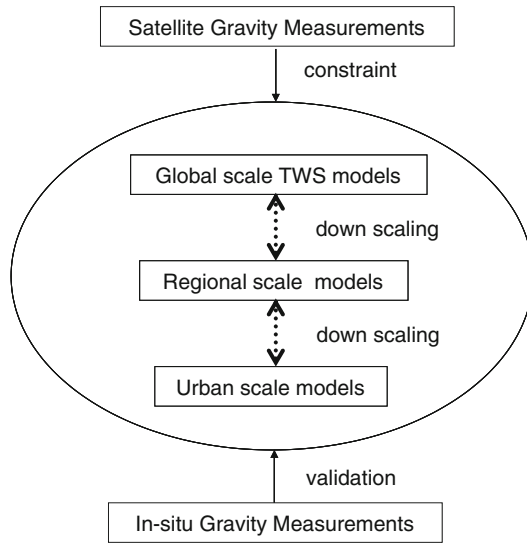 Satellite Gravity Measurements
constraint
Global scale TWS models
down scaling
Regional scale models
down scaling
Urban scale models
validation
In-situ Gravity Measurements